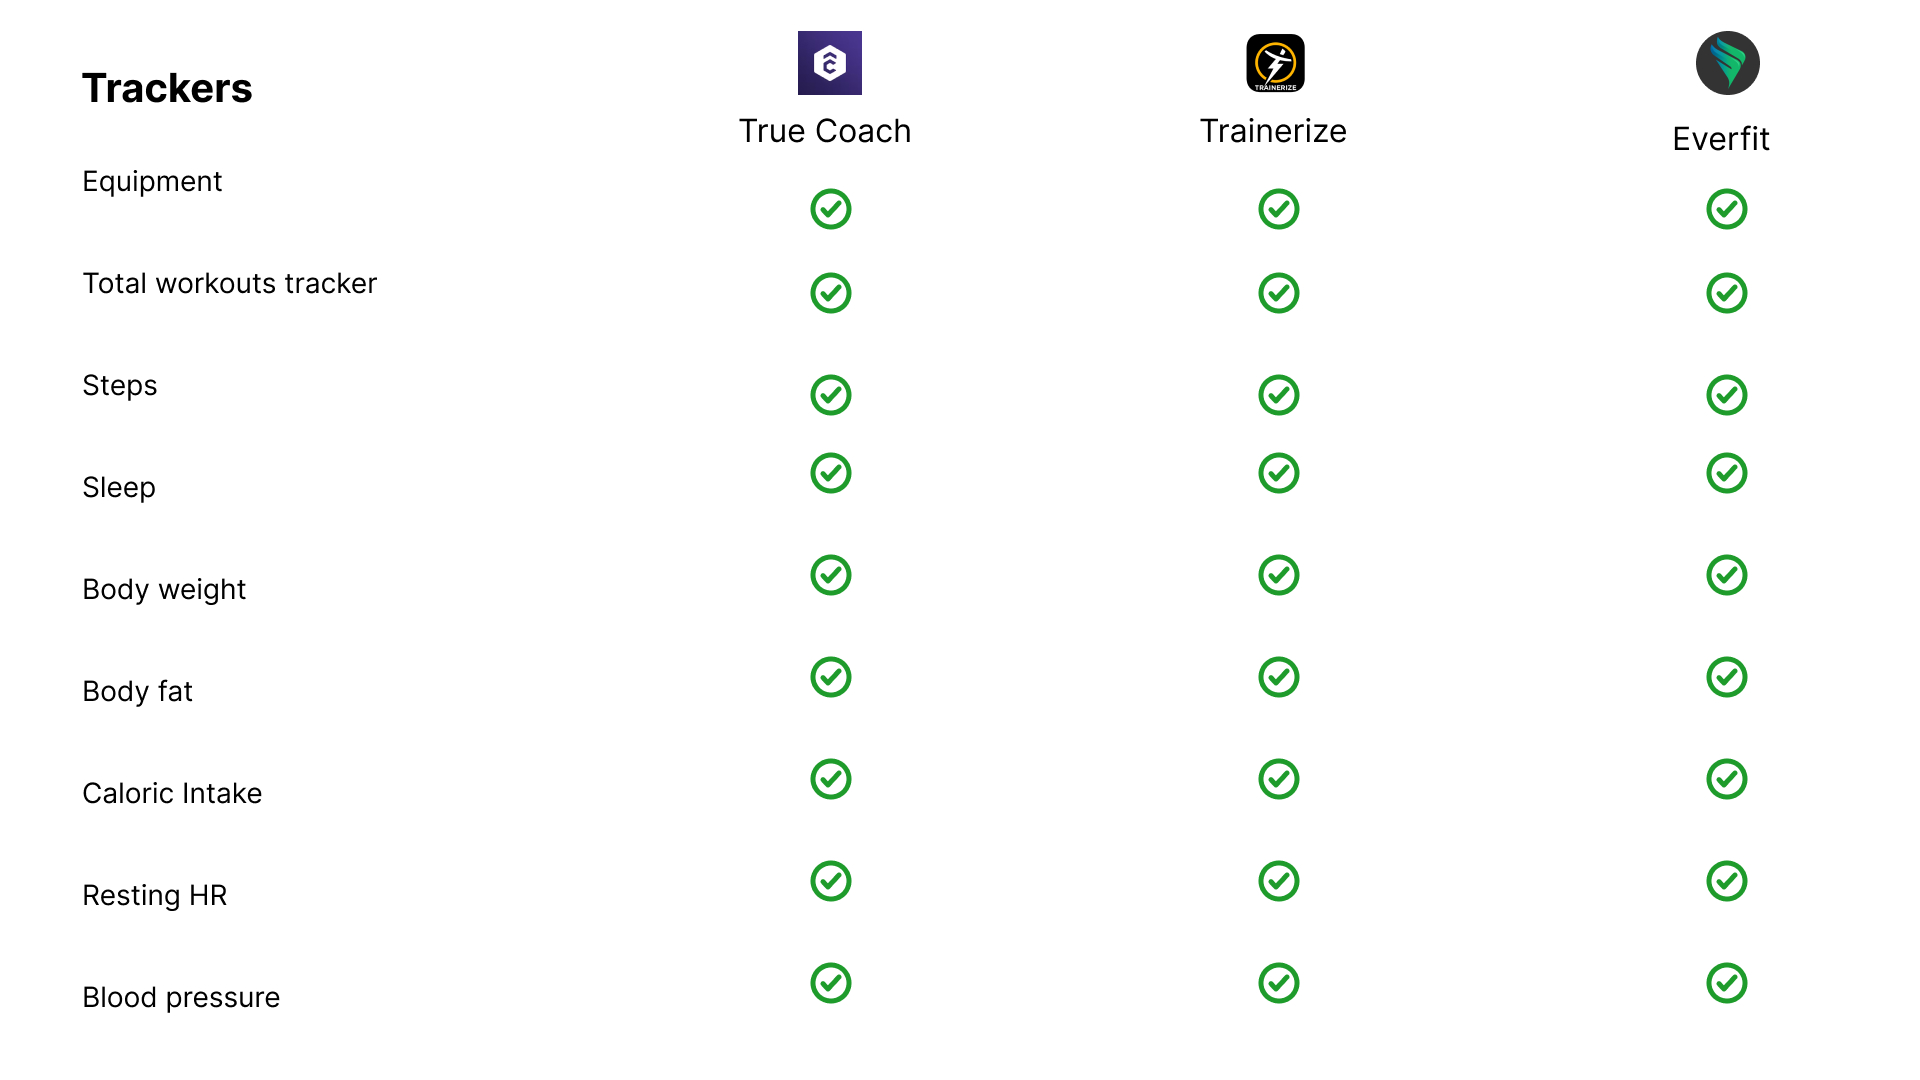 Trackers
TRAINERIZE
True Coach
Trainerize
Everfit
Equipment
Total workouts tracker
Steps
Sleep
Body weight
Body fat
Caloric Intake
Resting HR
Blood pressure